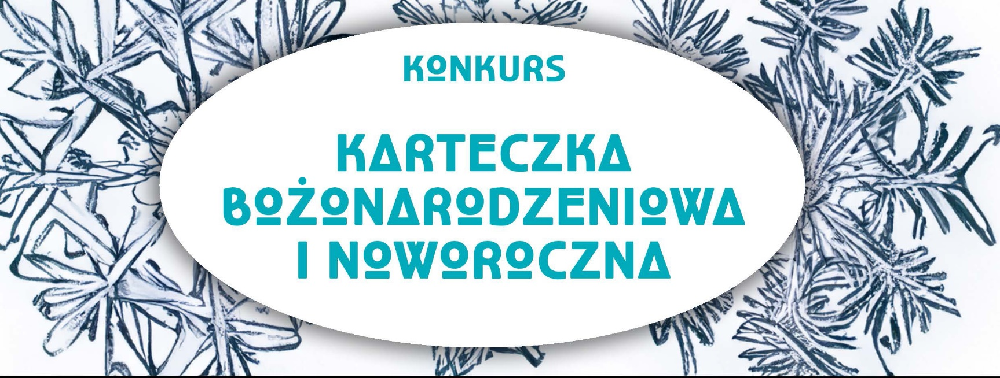 KONKURS
KARTECZKA
BOŻONARODZENIOWA
I NOWOROCZNA